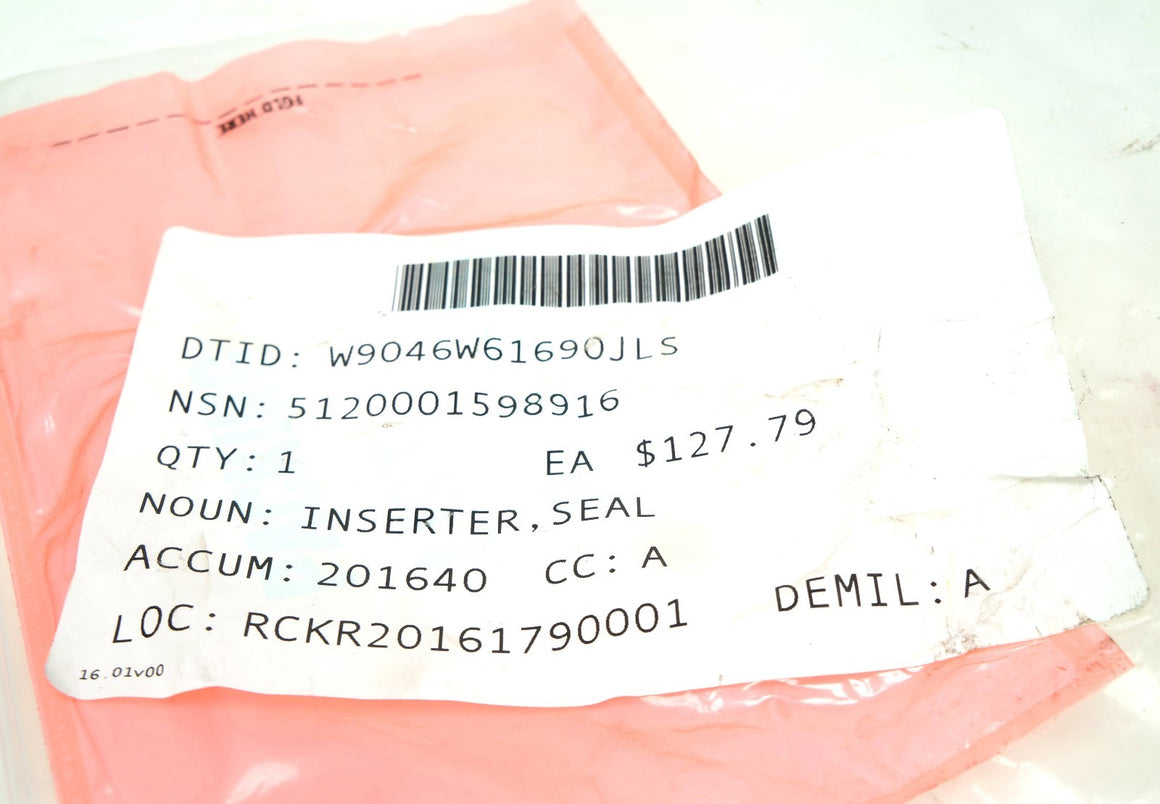 FOLD HERE
DTID: W9046W61690JLS
NSN: 5120001598916
QTY: 1 EA $127.79
NOUN: INSERTER, SEAL
ACCUM: 201640 CC: A
LOC: RCKR20161790001 DEMIL: A
16.01v00